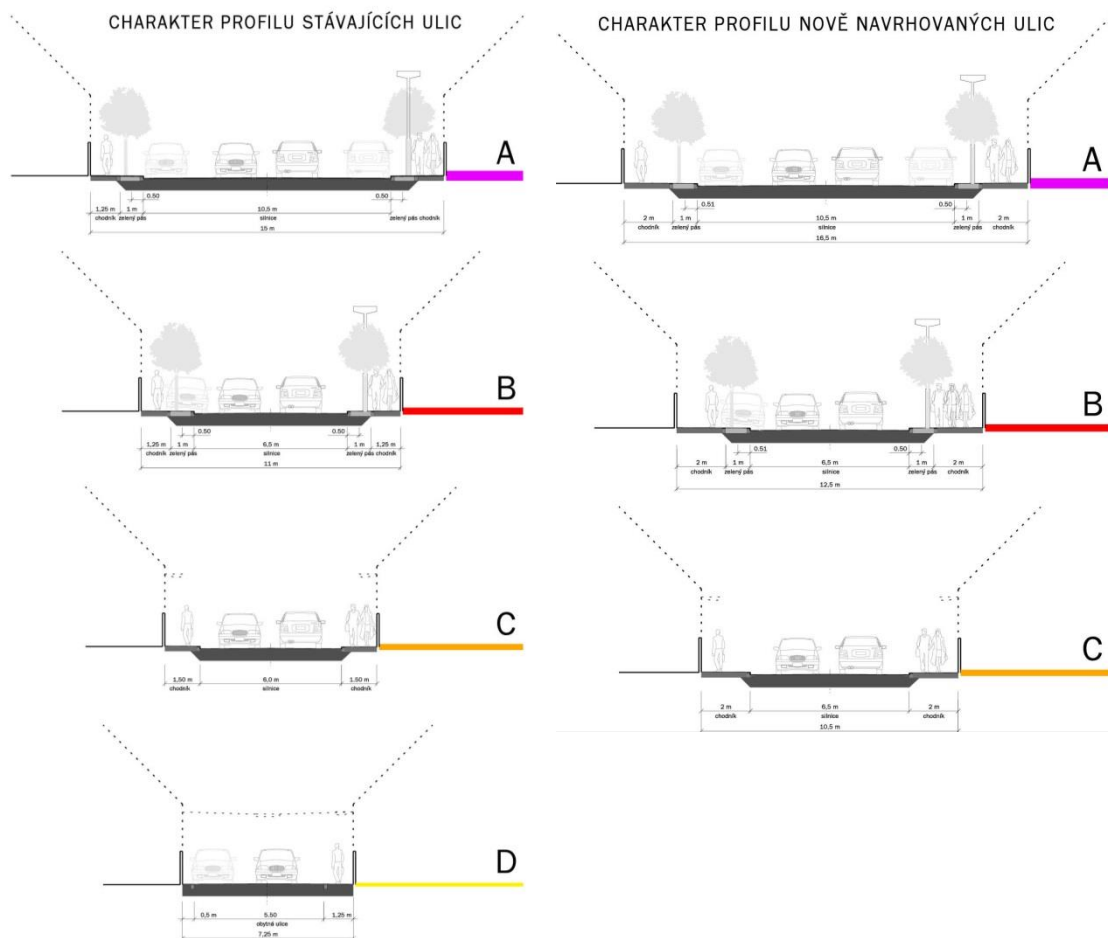 CHARAKTER PROFILU STÁVAJÍCÍCH ULIC
A
0.50 0.50
1,25 m 1 m 10,5 m
chodník zelený pás silnice zelený pás chodník
15 m
B
0.50 0.50
1,25 m 1 m 6,5 m 1 m 1,25 m
chodník zelený pás silnice zelený pás chodník
11 m
C
1,50 m 6,0 m 1.50 m
chodník silnice chodník
D
0,5 m 5.50 1,25 m
obytná ulice
7,25 m
CHARAKTER PROFILU NOVĚ NAVRHOVANÝCH ULIC
A
0.51 0.50
2 m 1 m 10,5 m 1 m 2 m
chodník zelený pás silnice zelený pás chodník
16,5 m
B
0.51 0.50
2 m 1 m 6,5 m 1 m 2 m
chodník zelený pás silnice zelený pás chodník
12,5 m
C
2 m 6,5 m 2 m
chodník silnice chodník
10,5 m